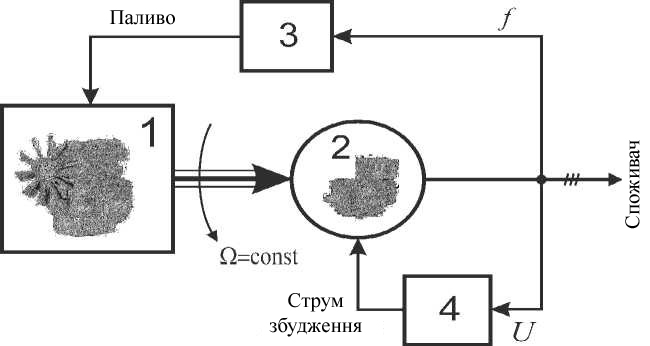 Паливо
3
f
1
2
Споживач
Ω=const
Струм
збудження
4
U